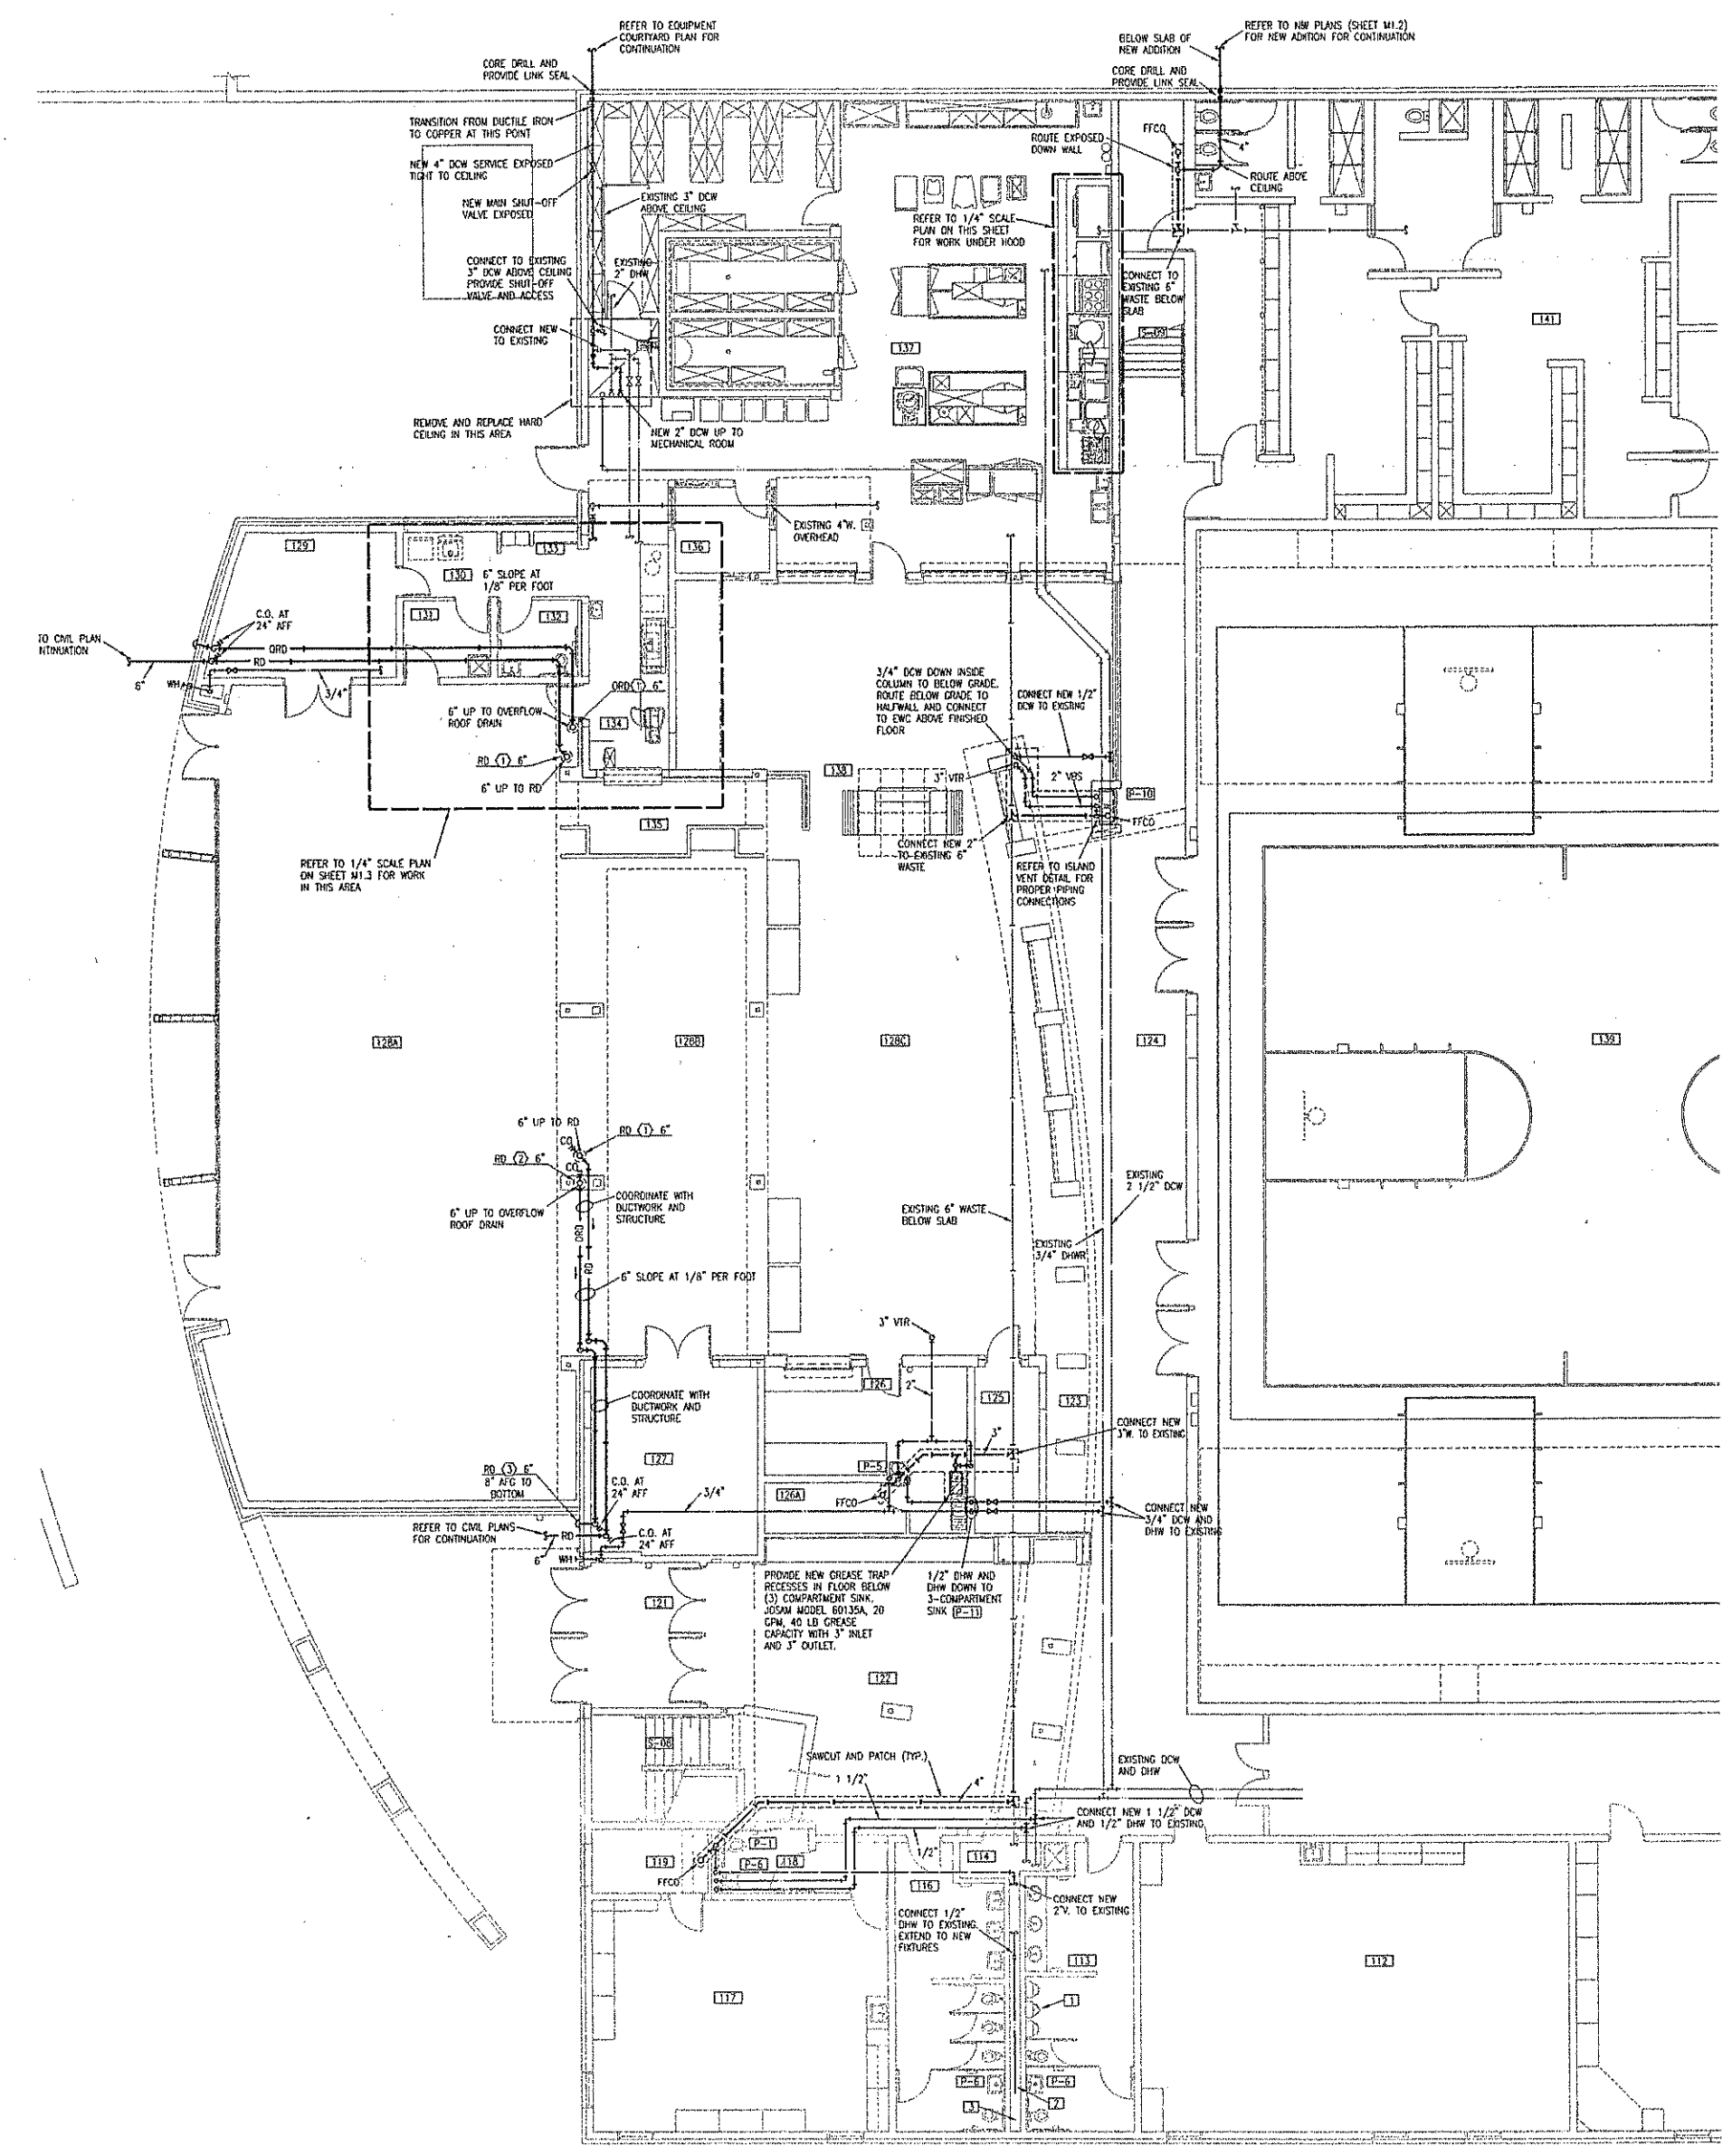 REFER TO EQUIPMENT
COURTYARD PLAN FOR
CONTINUATION
BELOW SLAB OF
NEW ADDITION
REFER TO NEW PLANS (SHEET M1.2)
FOR NEW ADITION FOR CONTINUATION
CORE DRILL AND
PROVIDE LINK SEAL
CORE DRILL AND
PROVIDE LINK SEAL
TRANSITION FROM DUCTILE IRON
TO COPPER AT THIS POINT
NEW 4" DCW SERVICE EXPOSED
TIGHT TO CEILING
NEW MAIN SHUT-OFF
VALVE EXPOSED
EXISTING 3" DCW
ABOVE CEILING
CONNECT TO EXISTING
3" DCW ABOVE CEILING
PROVIDE SHUT-OFF
VALVE AND ACCESS
EXISTING
2" DHW
CONNECT NEW
TO EXISTING
REMOVE AND REPLACE HARD
CEILING IN THIS AREA
NEW 2" DCW UP TO
MECHANICAL ROOM
FFCO
4"
ROUTE EXPOSED
DOWN WALL
ROUTE ABOVE
CEILING
REFER TO 1/4" SCALE
PLAN ON THIS SHEET
FOR WORK UNDER HOOD
CONNECT TO
EXISTING 6"
WASTE BELOW
SLAB
S-09
141
137
EXISTING 4"W.
OVERHEAD
129
133
136
130
6" SLOPE AT
1/8" PER FOOT
131
132
C.O. AT
24" AFF
TO CIVIL PLAN
NTINUATION
ORD
RD
6"
WH
3/4"
ORD 1 6"
6" UP TO OVERFLOW
ROOF DRAIN
134
RD 1 6"
6" UP TO RD
135
REFER TO 1/4" SCALE PLAN
ON SHEET M1.3 FOR WORK
IN THIS AREA
3/4" DCW DOWN INSIDE
COLUMN TO BELOW GRADE.
ROUTE BELOW GRADE TO
HALFWALL AND CONNECT
TO EWC ABOVE FINISHED
FLOOR
CONNECT NEW 1/2"
DCW TO EXISTING
138
3" VTR
2" VBS
P-10
FFCO
CONNECT NEW 2"
TO EXISTING 6"
WASTE
REFER TO ISLAND
VENT DETAIL FOR
PROPER PIPING
CONNECTIONS
128A
128B
128C
124
139
6" UP TO RD
RD 1 6"
CO
RD 2 6"
CO
6" UP TO OVERFLOW
ROOF DRAIN
COORDINATE WITH
DUCTWORK AND
STRUCTURE
ORD
RD
6" SLOPE AT 1/8" PER FOOT
EXISTING
2 1/2" DCW
EXISTING 6" WASTE
BELOW SLAB
EXISTING
3/4" DHWR
3" VTR
126
2"
125
123
COORDINATE WITH
DUCTWORK AND
STRUCTURE
CONNECT NEW
3"W. TO EXISTING
3"
127
P-5
RD 3 6"
8" AFG TO
BOTTOM
C.O. AT
24" AFF
3/4"
126A
FFCO
CONNECT NEW
3/4" DCW AND
DHW TO EXISTING
REFER TO CIVIL PLANS
FOR CONTINUATION
RD
6"
WH
C.O. AT
24" AFF
PROVIDE NEW GREASE TRAP
RECESSES IN FLOOR BELOW
(3) COMPARTMENT SINK.
JOSAM MODEL 60135A, 20
GPM, 40 LB GREASE
CAPACITY WITH 3" INLET
AND 3" OUTLET.
1/2" DHW AND
DHW DOWN TO
3-COMPARTMENT
SINK P-11
121
122
S-08
SAWCUT AND PATCH (TYP.)
1 1/2"
4"
EXISTING DCW
AND DHW
CONNECT NEW 1 1/2" DCW
AND 1/2" DHW TO EXISTING
1/2"
P-1
119
P-6
118
114
FFCO
116
CONNECT NEW
2"V. TO EXISTING
CONNECT 1/2"
DHW TO EXISTING.
EXTEND TO NEW
FIXTURES
113
112
117
1
P-6
P-6
3
2